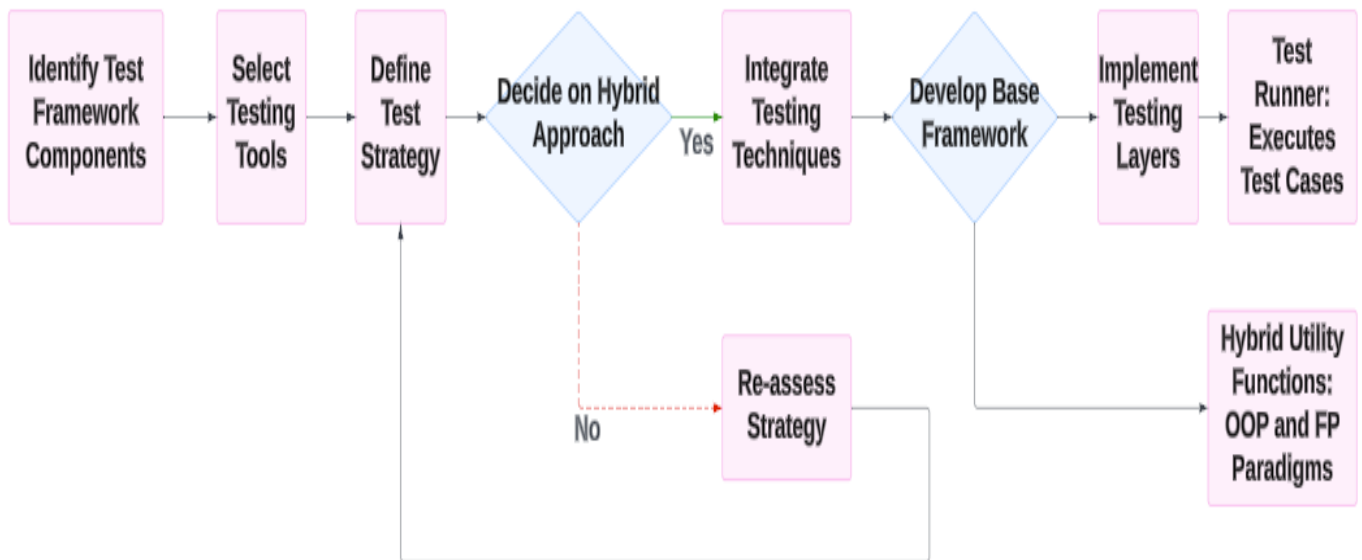 Identify Test
Framework
Components
Select
Testing
Tools
Define
Test
Strategy
Decide on Hybrid
Approach
Yes
Integrate
Testing
Techniques
Develop Base
Framework
Implement
Testing
Layers
Test
Runner:
Executes
Test Cases
No
Re-assess
Strategy
Hybrid Utility
Functions:
OOP and FP
Paradigms